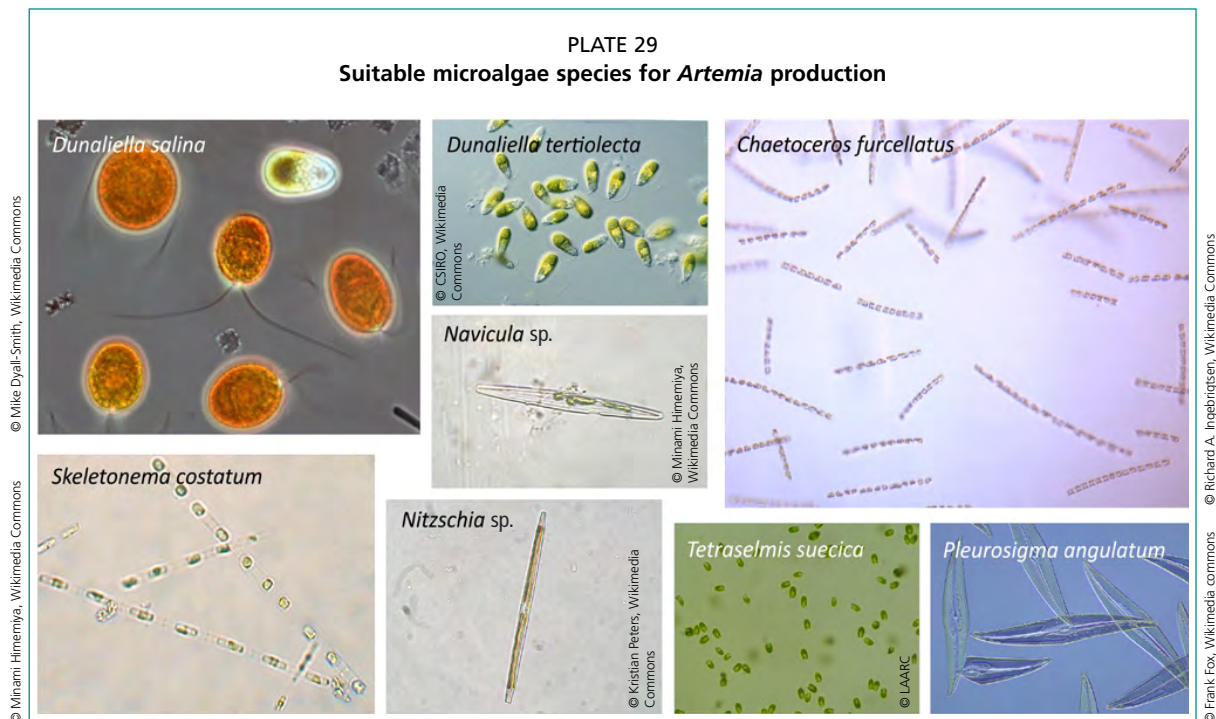 PLATE 29
Suitable microalgae species for Artemia production
Dunaliella salina
Dunaliella tertiolecta
Chaetoceros furcellatus
© Mike Dyall-Smith, Wikimedia Commons
© CSIRO, Wikimedia
Commons
Navicula sp.
© Minami Himemiya,
Wikimedia Commons
© Richard A. Ingebrigtsen, Wikimedia Commons
Skeletonema costatum
Nitzschia sp.
Tetraselmis suecica
Pleurosigma angulatum
© Minami Himemiya, Wikimedia Commons
© Kristian Peters, Wikimedia
Commons
© LAARC
© Frank Fox, Wikimedia commons